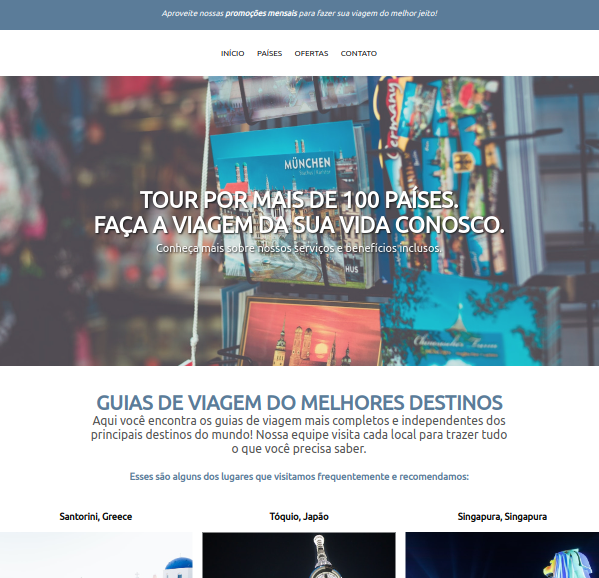 Aproveite nossas promoções mensais para fazer sua viagem do melhor jeito!
INÍCIO PAÍSES OFERTAS CONTATO
MÜNCHEN
TOUR POR MAIS DE 100 PAÍSES.
FAÇA A VIAGEM DA SUA VIDA CONOSCO.
Conheça mais sobre nossos serviços e benefícios inclusos.
GUIAS DE VIAGEM DO MELHORES DESTINOS
Aqui você encontra os guias de viagem mais completos e independentes dos
principais destinos do mundo! Nossa equipe visita cada local para trazer tudo
o que você precisa saber.
Esses são alguns dos lugares que visitamos frequentemente e recomendamos:
Santorini, Greece
Tóquio, Japão
Singapura, Singapura